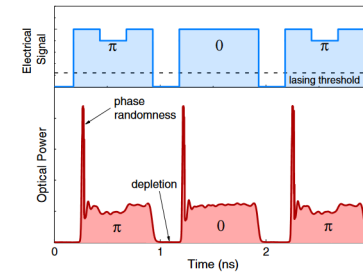 Electrical
Signal
π
0
π
lasing threshold
Optical Power
phase
randomness
depletion
π
0
π
0
1
2
Time (ns)